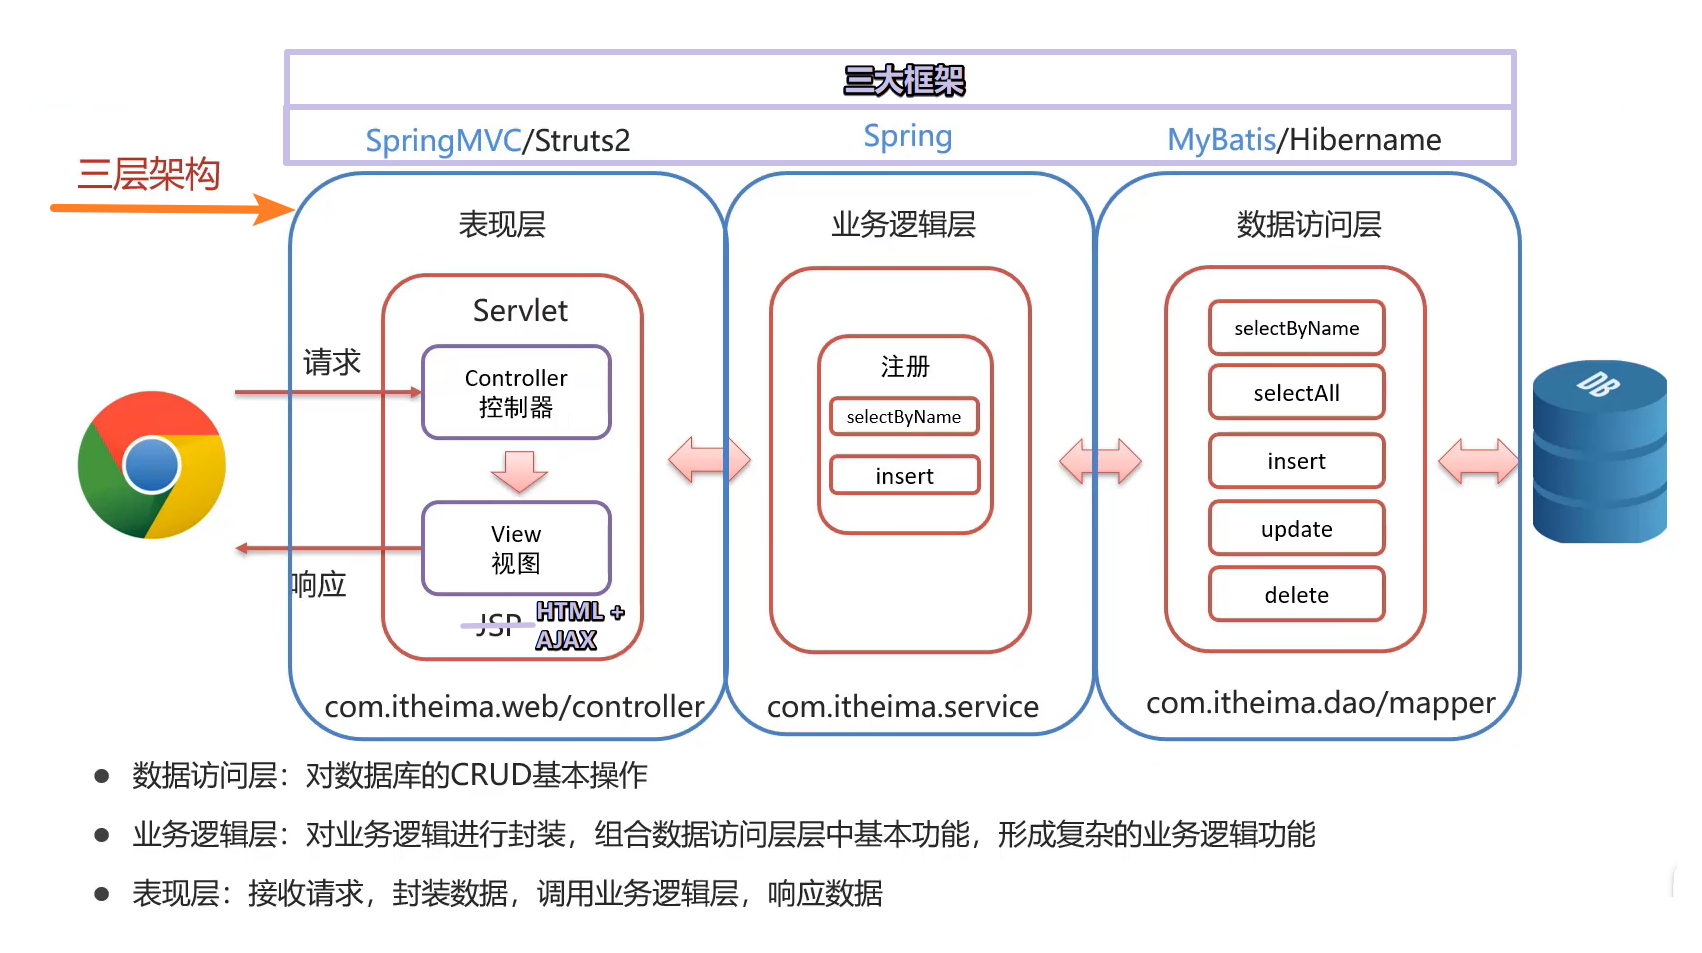 三大框架
SpringMVC/Struts2
Spring
MyBatis/Hibername
三层架构
表现层
业务逻辑层
数据访问层
Servlet
请求
Controller
控制器
View
视图
响应
JSP
HTML +
AJAX
com.itheima.web/controller
注册
selectByName
insert
com.itheima.service
selectByName
selectAll
insert
update
delete
com.itheima.dao/mapper
DB
● 数据访问层：对数据库的CRUD基本操作
● 业务逻辑层：对业务逻辑进行封装，组合数据访问层层中基本功能，形成复杂的业务逻辑功能
● 表现层：接收请求，封装数据，调用业务逻辑层，响应数据